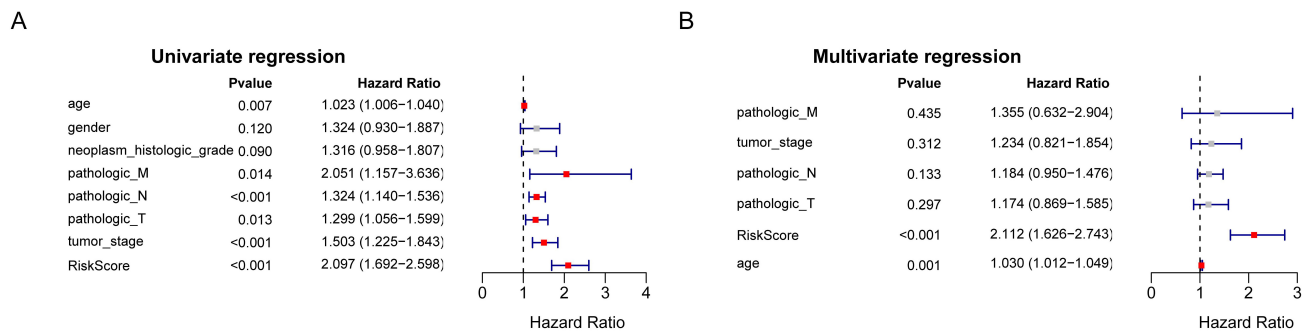 A
Univariate regression
Pvalue Hazard Ratio
age 0.007 1.023 (1.006−1.040)
gender 0.120 1.324 (0.930−1.887)
neoplasm_histologic_grade 0.090 1.316 (0.958−1.807)
pathologic_M 0.014 2.051 (1.157−3.636)
pathologic_N <0.001 1.324 (1.140−1.536)
pathologic_T 0.013 1.299 (1.056−1.599)
tumor_stage <0.001 1.503 (1.225−1.843)
RiskScore <0.001 2.097 (1.692−2.598)
0 1 2 3 4
Hazard Ratio
B
Multivariate regression
Pvalue Hazard Ratio
pathologic_M 0.435 1.355 (0.632−2.904)
tumor_stage 0.312 1.234 (0.821−1.854)
pathologic_N 0.133 1.184 (0.950−1.476)
pathologic_T 0.297 1.174 (0.869−1.585)
RiskScore <0.001 2.112 (1.626−2.743)
age 0.001 1.030 (1.012−1.049)
0 1 2 3
Hazard Ratio